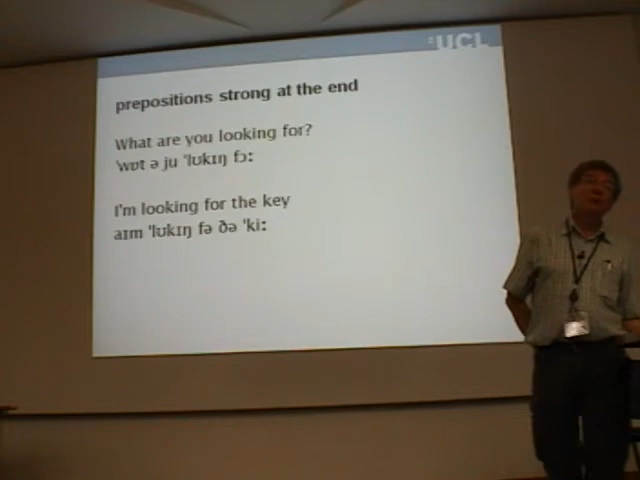 UCL
prepositions strong at the end
What are you looking for?
ˈwɒt ə ju ˈlʊkɪŋ fɔː
I'm looking for the key
aɪm ˈlʊkɪŋ fə ðə ˈkiː